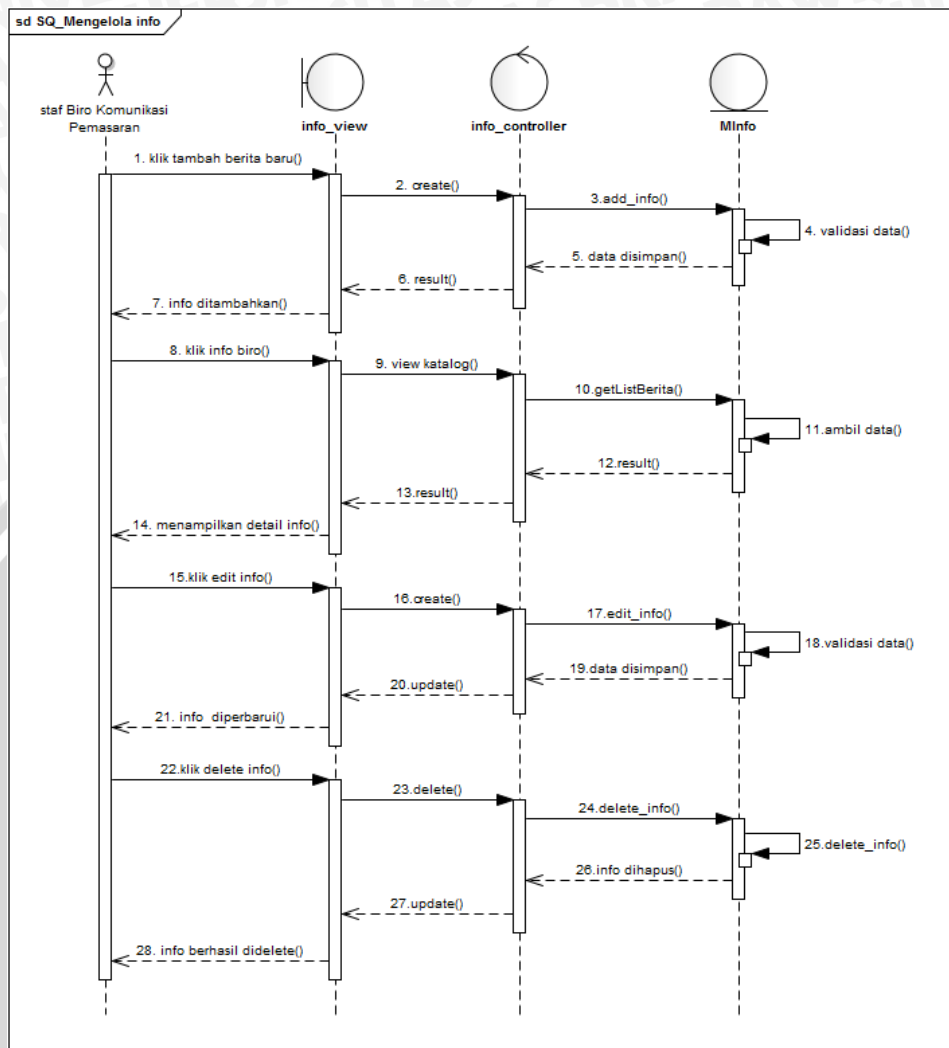 sd SQ_Mengelola info
staf Biro Komunikasi
Pemasaran
info_view
info_controller
MInfo
1. klik tambah berita baru()
2. create()
3.add_info()
4. validasi data()
5. data disimpan()
6. result()
7. info ditambahkan()
8. klik info biro()
9. view katalog()
10.getListBerita()
11.ambil data()
12.result()
13.result()
14. menampilkan detail info()
15.klik edit info()
16.create()
17.edit_info()
18.validasi data()
19.data disimpan()
20.update()
21. info  diperbarui()
22.klik delete info()
23.delete()
24.delete_info()
25.delete_info()
26.info dihapus()
27.update()
28. info berhasil didelete()